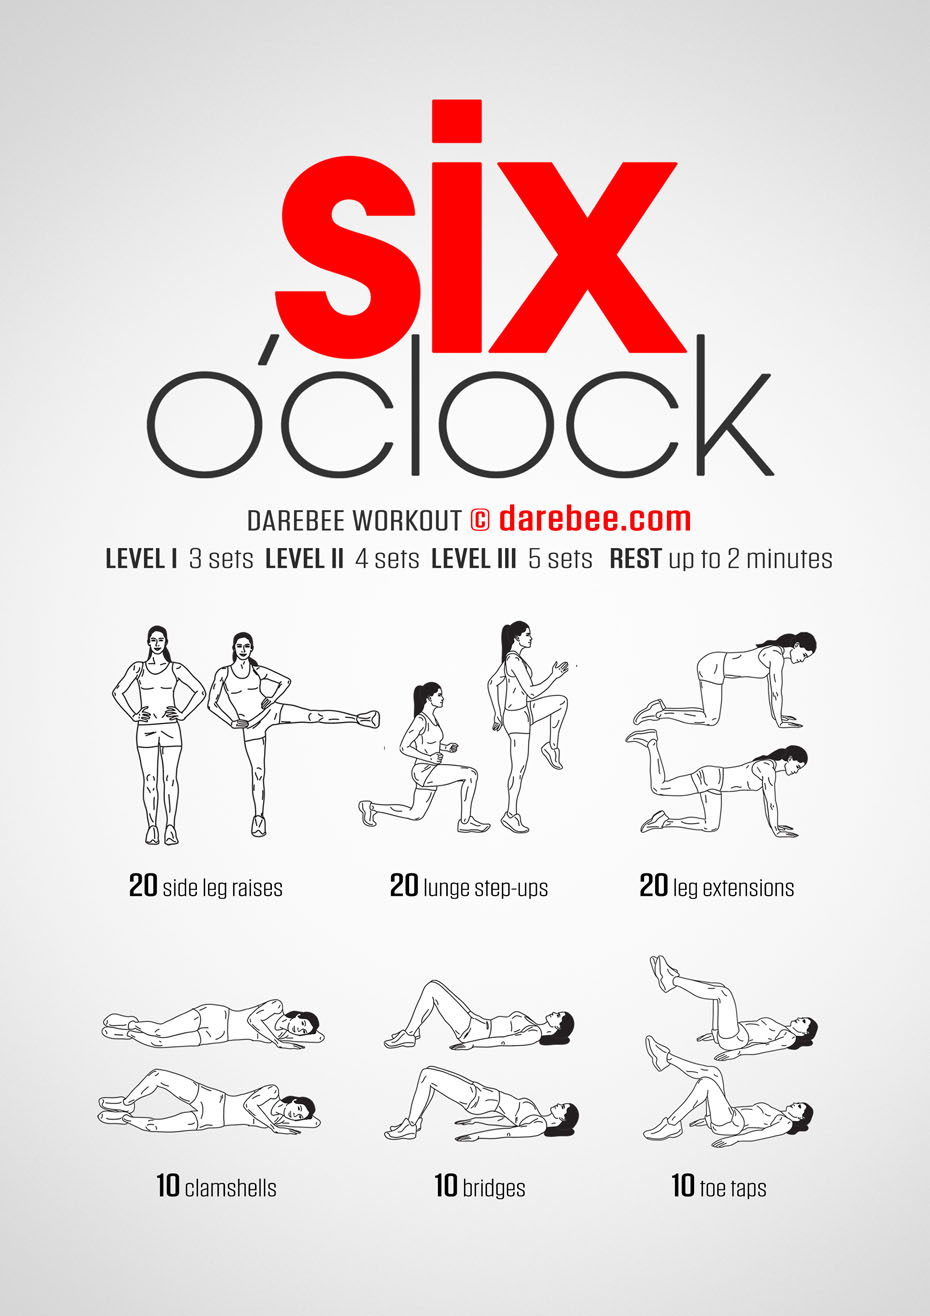 six
o'clock
DAREBEE WORKOUT © darebee.com
LEVEL I 3 sets LEVEL II 4 sets LEVEL III 5 sets REST up to 2 minutes
20 side leg raises
20 lunge step-ups
20 leg extensions
10 clamshells
10 bridges
10 toe taps